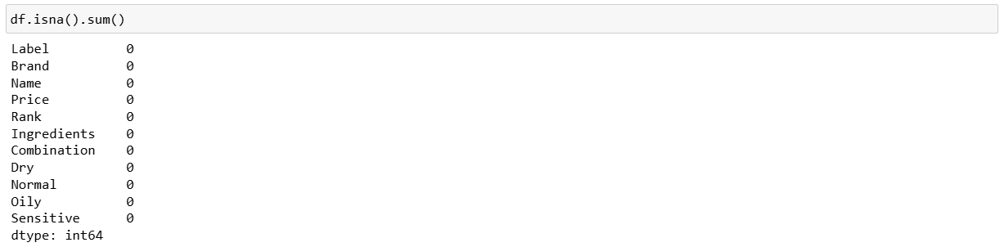 df.isna().sum()
Label 0
Brand 0
Name 0
Price 0
Rank 0
Ingredients 0
Combination 0
Dry 0
Normal 0
Oily 0
Sensitive 0
dtype: int64